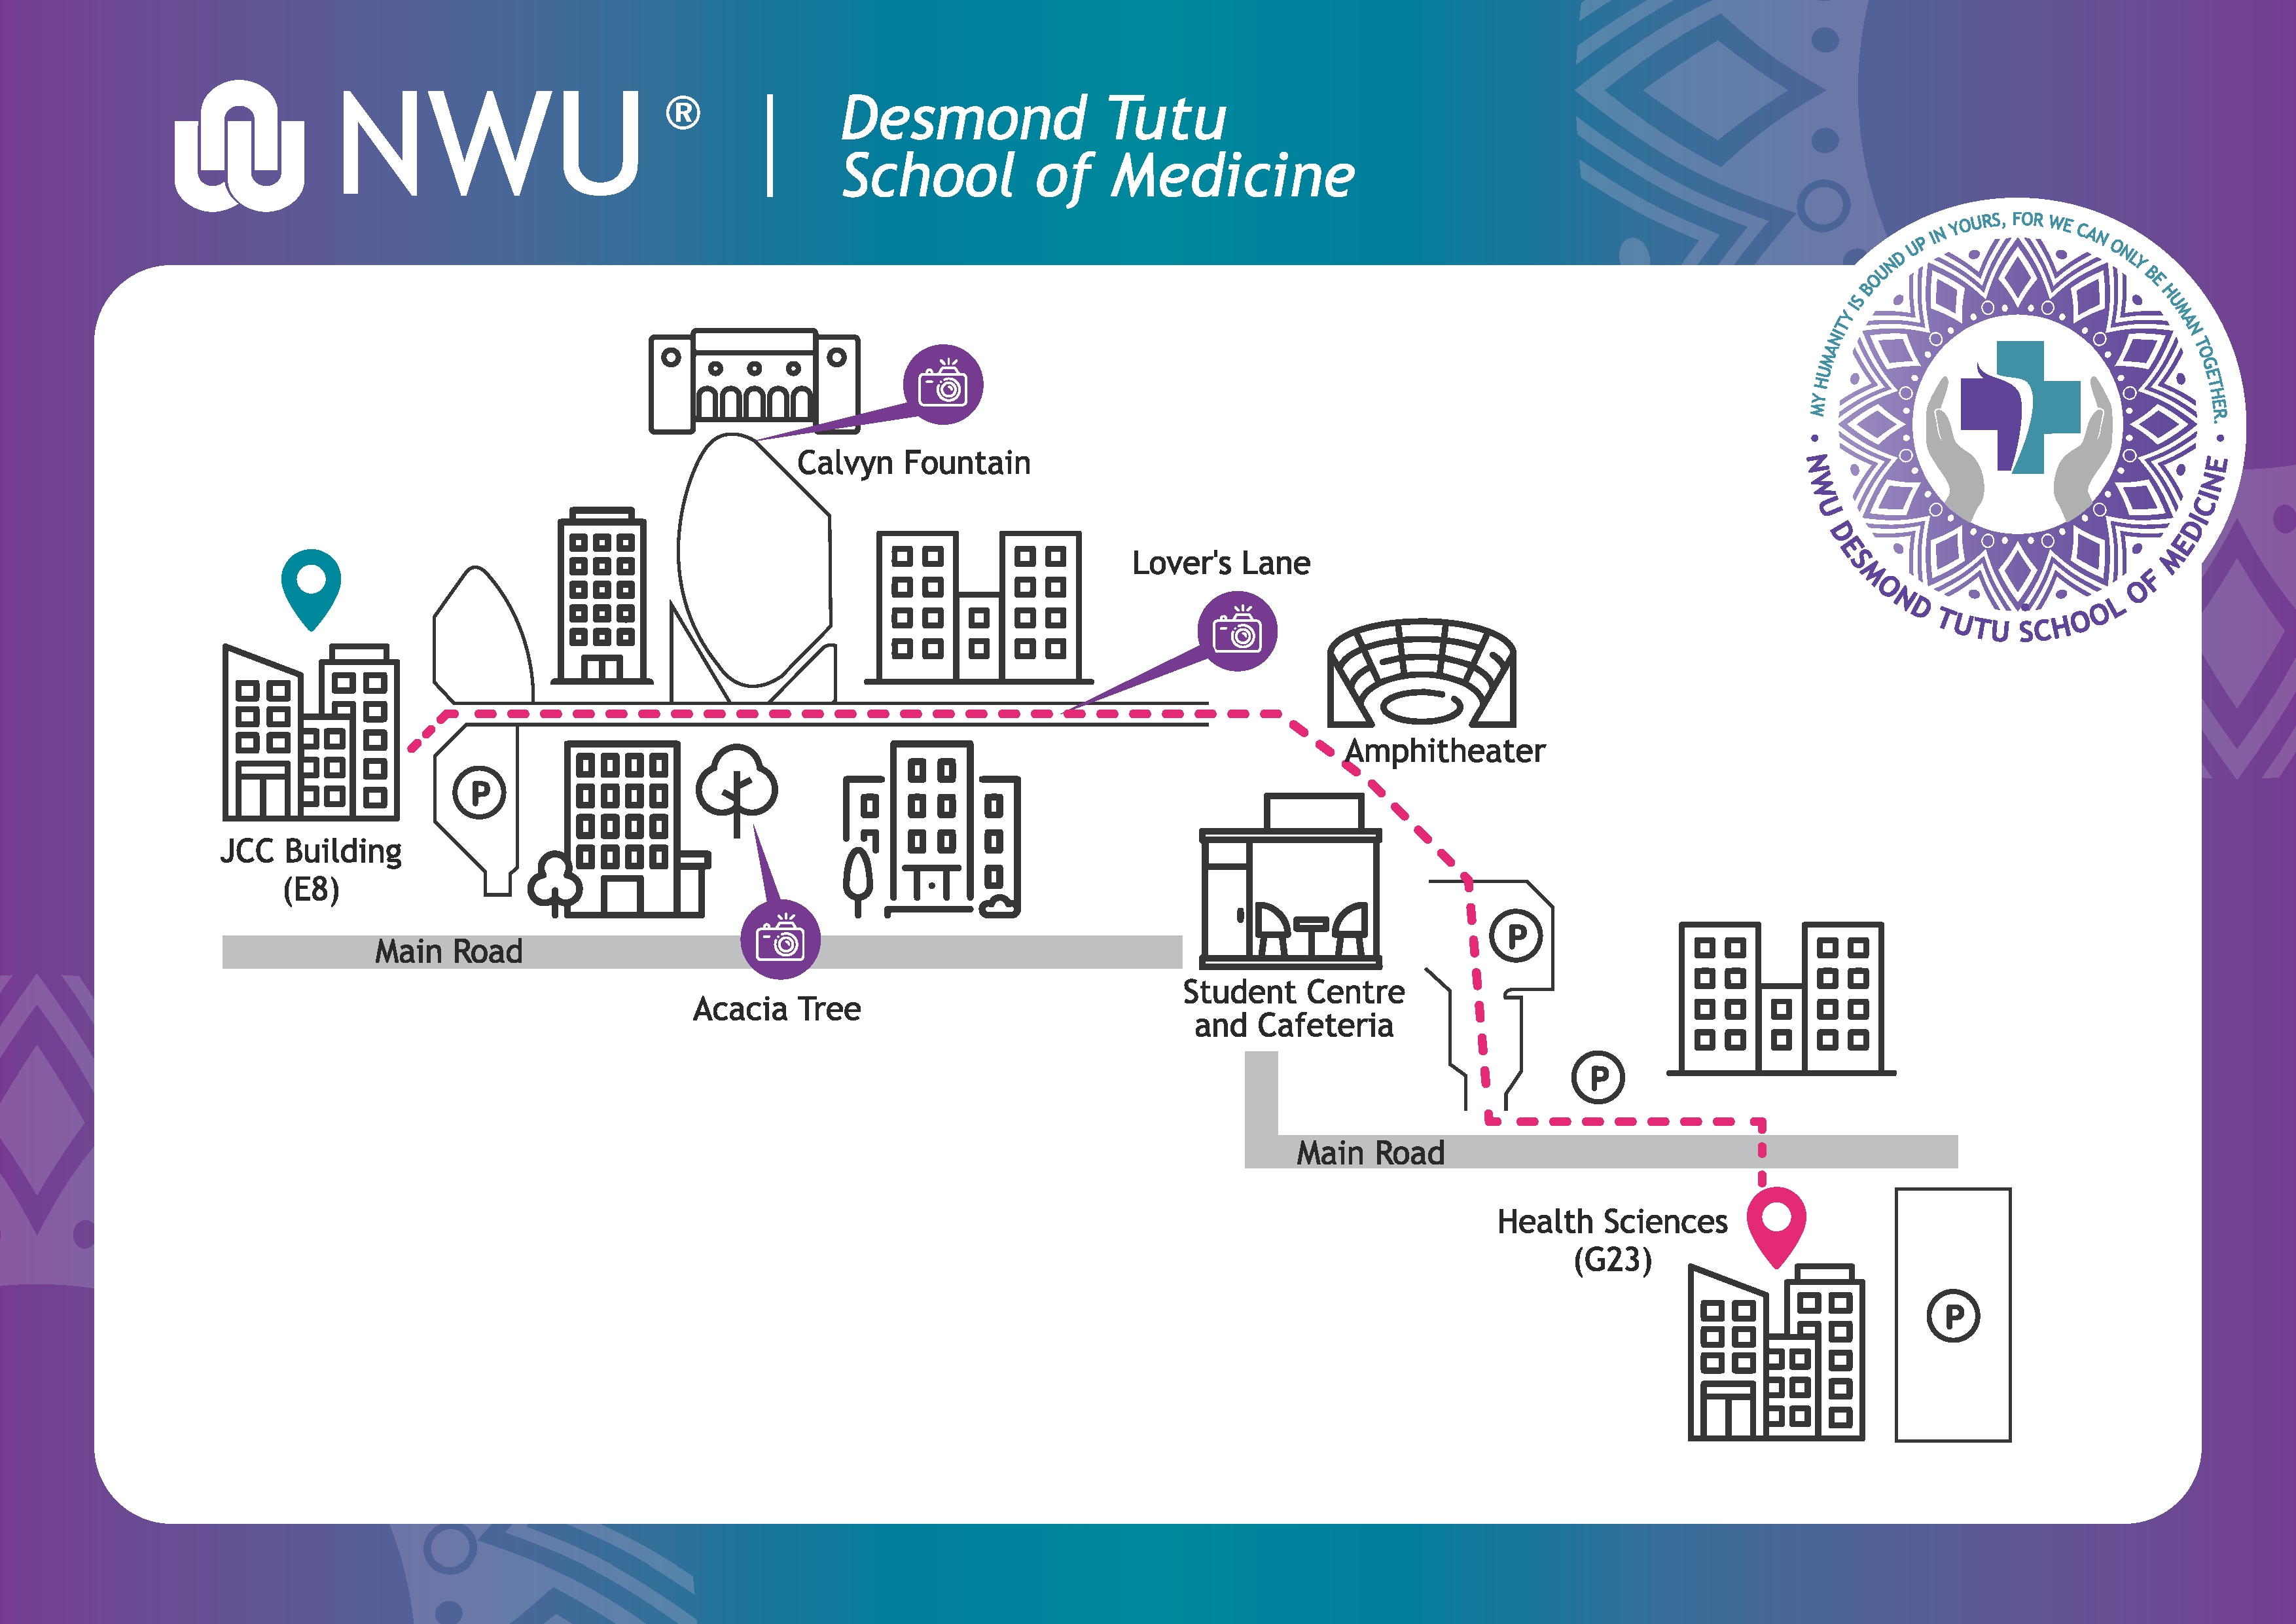 NWU®
Desmond Tutu
School of Medicine
MY HUMANITY IS BOUND UP IN YOURS, FOR WE CAN ONLY BE HUMAN TOGETHER.
• NWU DESMOND TUTU SCHOOL OF MEDICINE •
Calvyn Fountain
Lover's Lane
Amphitheater
P
JCC Building
(E8)
Main Road
Acacia Tree
P
Student Centre
and Cafeteria
P
Main Road
Health Sciences
(G23)
P